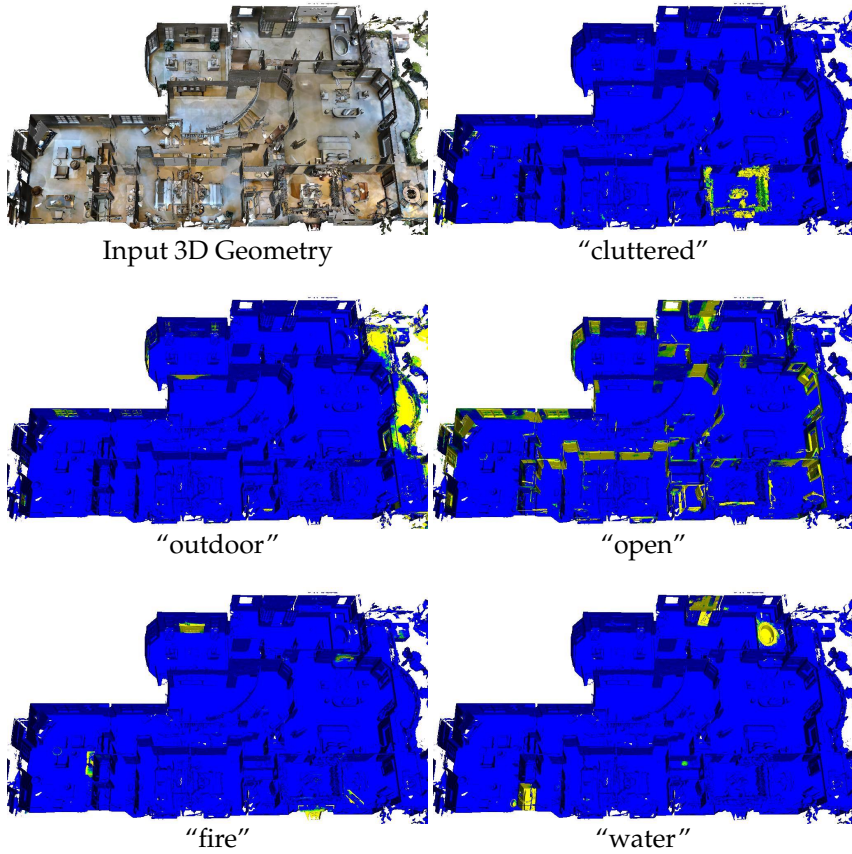 Input 3D Geometry
“cluttered”
“outdoor”
“open”
“fire”
“water”